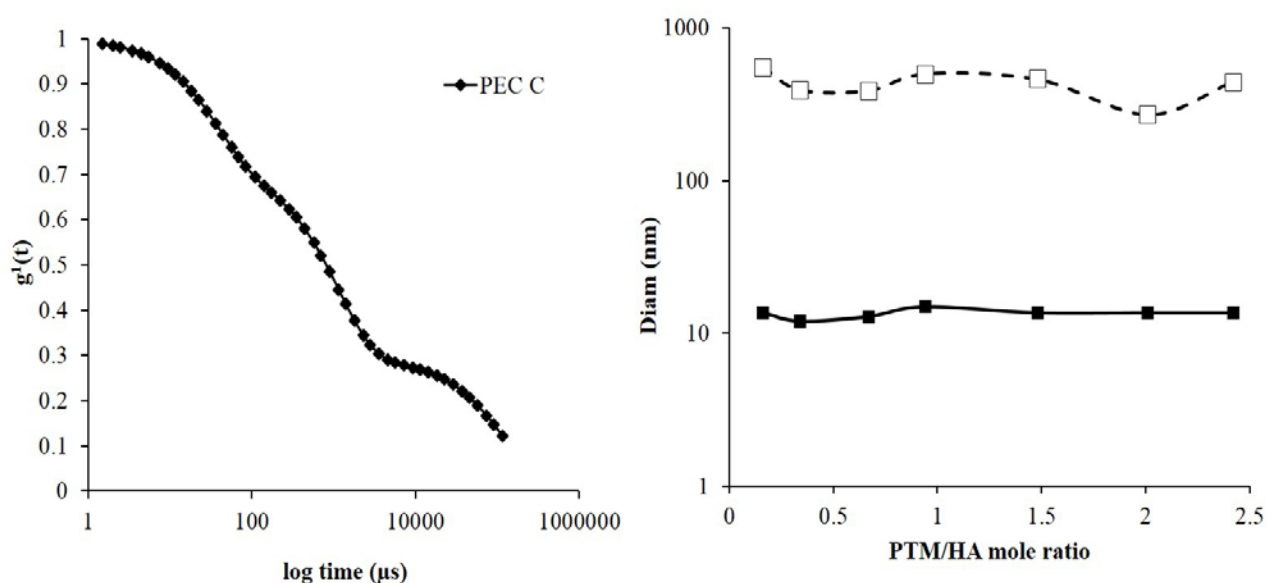 1
0.9
0.8
0.7
0.6
0.5
0.4
0.3
0.2
0.1
0
g¹(t)
PEC C
1 100 10000 1000000
log time (µs)
1000
100
10
1
Diam (nm)
0 0.5 1 1.5 2 2.5
PTM/HA mole ratio